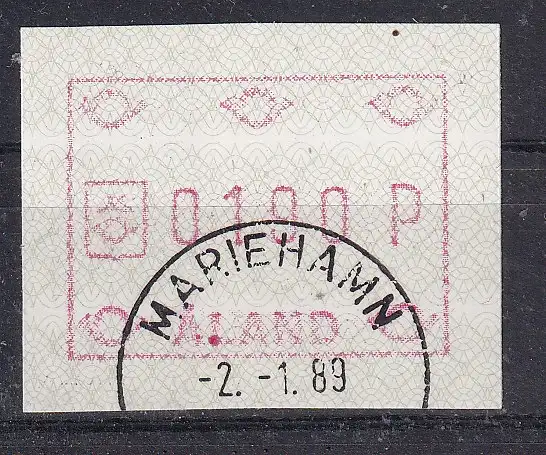 0190 P
MARIEHAMN
ÅLAND
-2. -1. 89